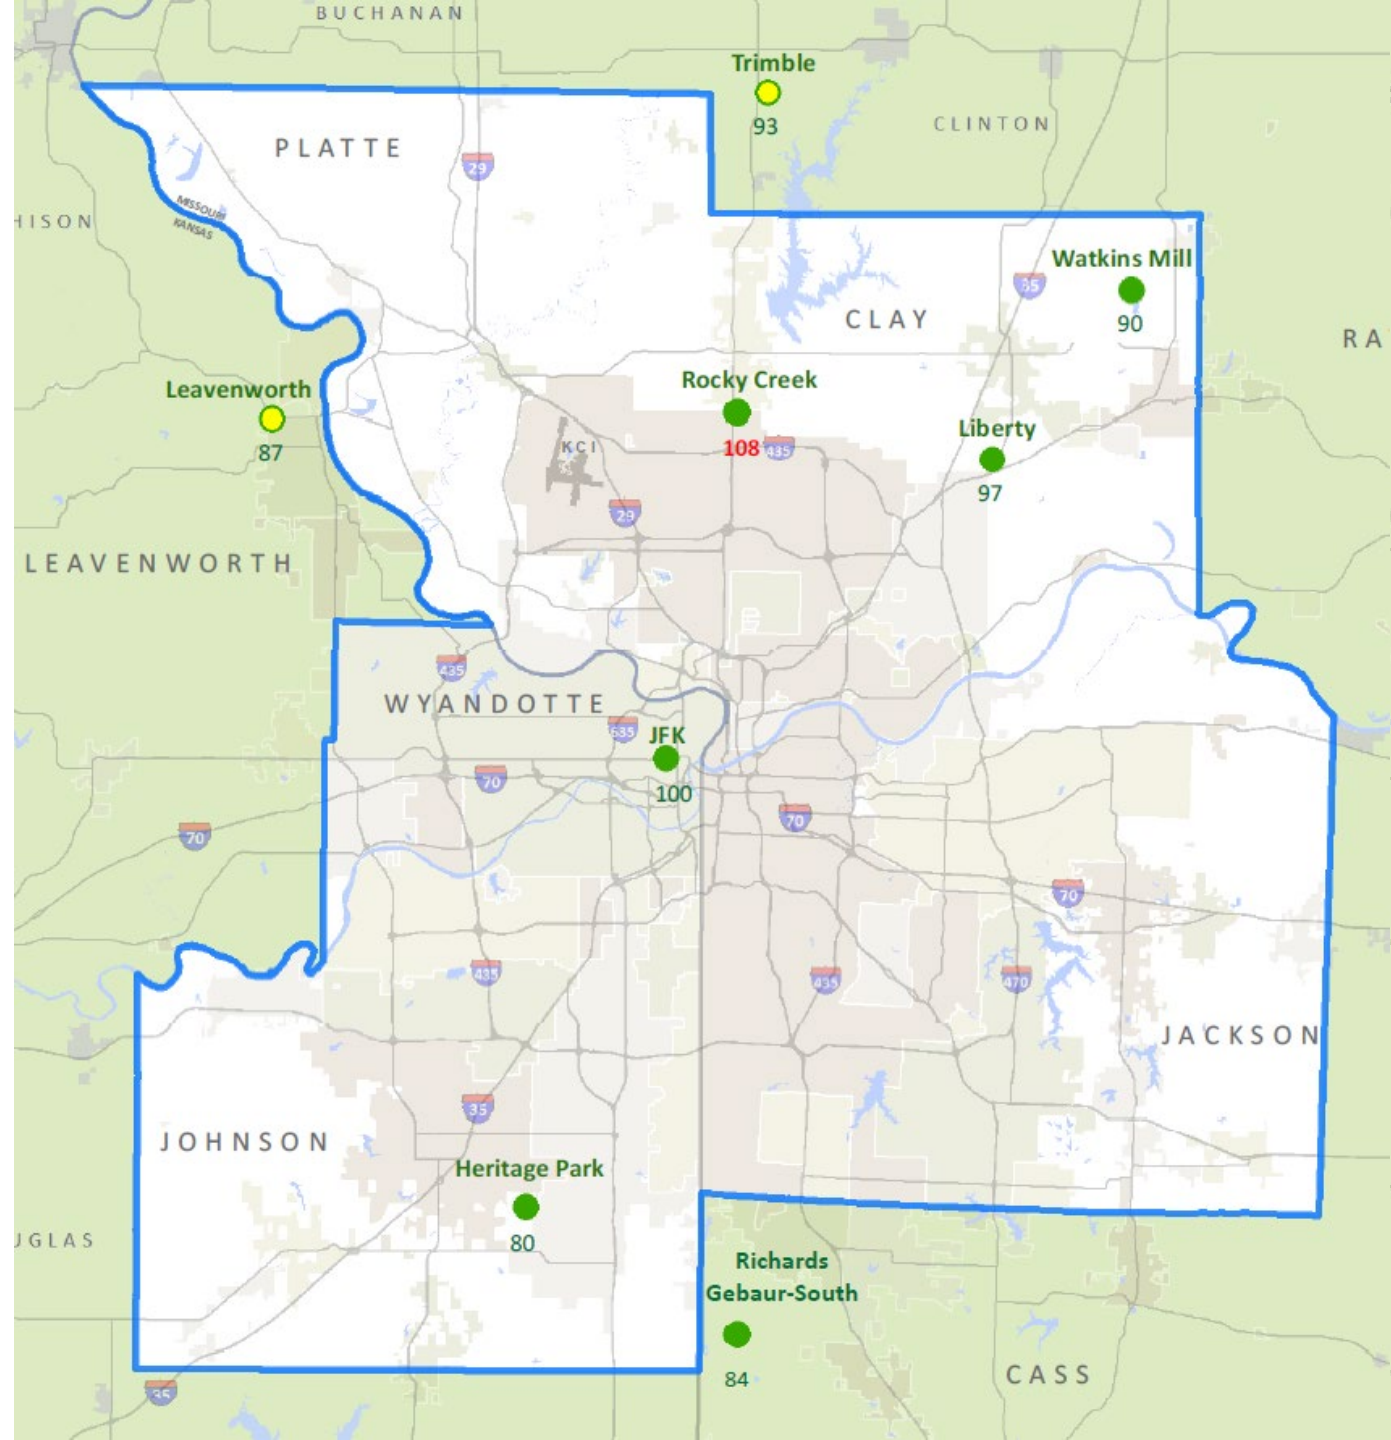 BUCHANAN
Trimble
93
CLINTON
PLATTE
29
MISSOURI
KANSAS
HISON
Watkins Mill
35
90
CLAY
RA
Rocky Creek
Leavenworth
87
108
435
KCI
Liberty
97
29
LEAVENWORTH
435
WYANDOTTE
635
JFK
100
70
70
70
70
435
435
470
JACKSON
35
JOHNSON
Heritage Park
80
UGLAS
Richards
Gebaur-South
84
CASS
35